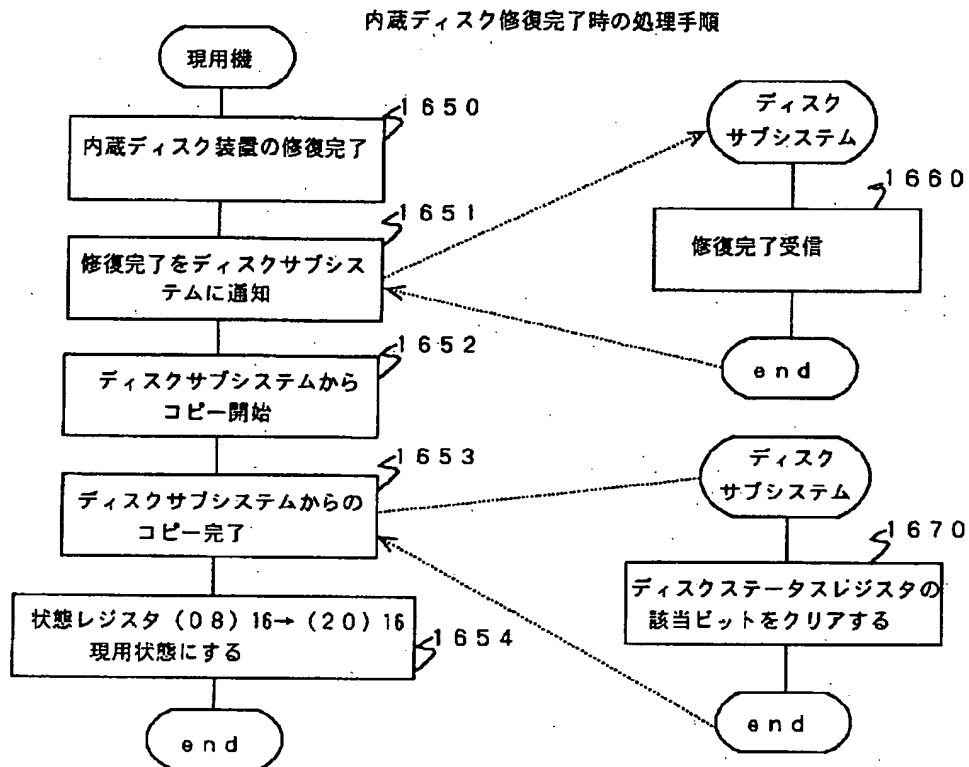 内蔵ディスク修復完了時の処理手順
現用機
1650
内蔵ディスク装置の修復完了
1651
修復完了をディスクサブシス
テムに通知
1652
ディスクサブシステムから
コピー開始
1653
ディスクサブシステムからの
コピー完了
状態レジスタ(08)16→(20)16
現用状態にする
1654
end
ディスク
サブシステム
1660
修復完了受信
end
ディスク
サブシステム
1670
ディスクステータスレジスタの
該当ビットをクリアする
end